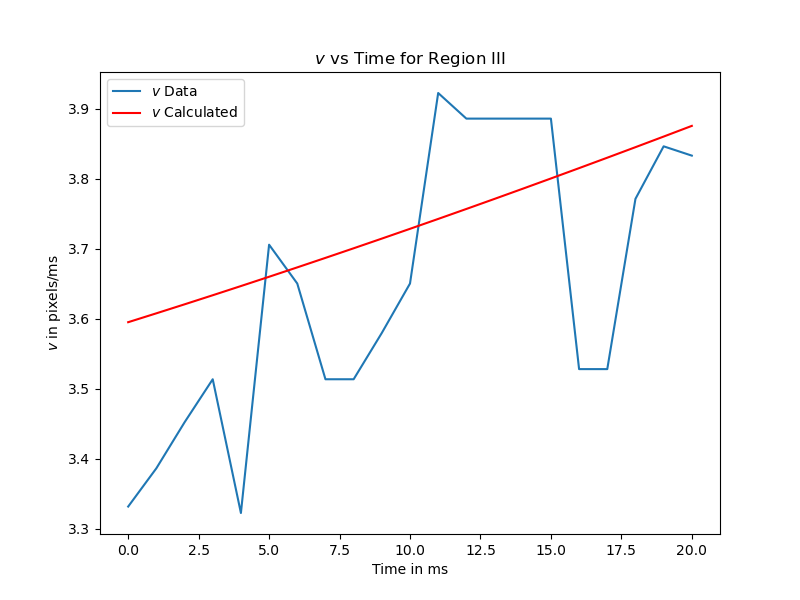 v vs Time for Region III
v Data
v Calculated
3.9
3.8
3.7
3.6
3.5
3.4
3.3
v in pixels/ms
0.0 2.5 5.0 7.5 10.0 12.5 15.0 17.5 20.0
Time in ms